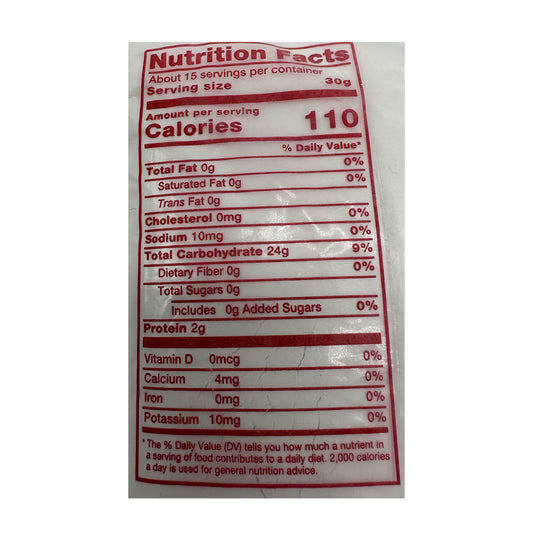 Nutrition Facts
About 15 servings per container
Serving size 30g
Amount per serving
Calories 110
% Daily Value*
Total Fat 0g 0%
Saturated Fat 0g 0%
Trans Fat 0g
Cholesterol 0mg 0%
Sodium 10mg 0%
Total Carbohydrate 24g 9%
Dietary Fiber 0g 0%
Total Sugars 0g
Includes 0g Added Sugars 0%
Protein 2g
Vitamin D 0mcg 0%
Calcium 4mg 0%
Iron 0mg 0%
Potassium 10mg 0%
* The % Daily Value (DV) tells you how much a nutrient in
a serving of food contributes to a daily diet. 2,000 calories
a day is used for general nutrition advice.